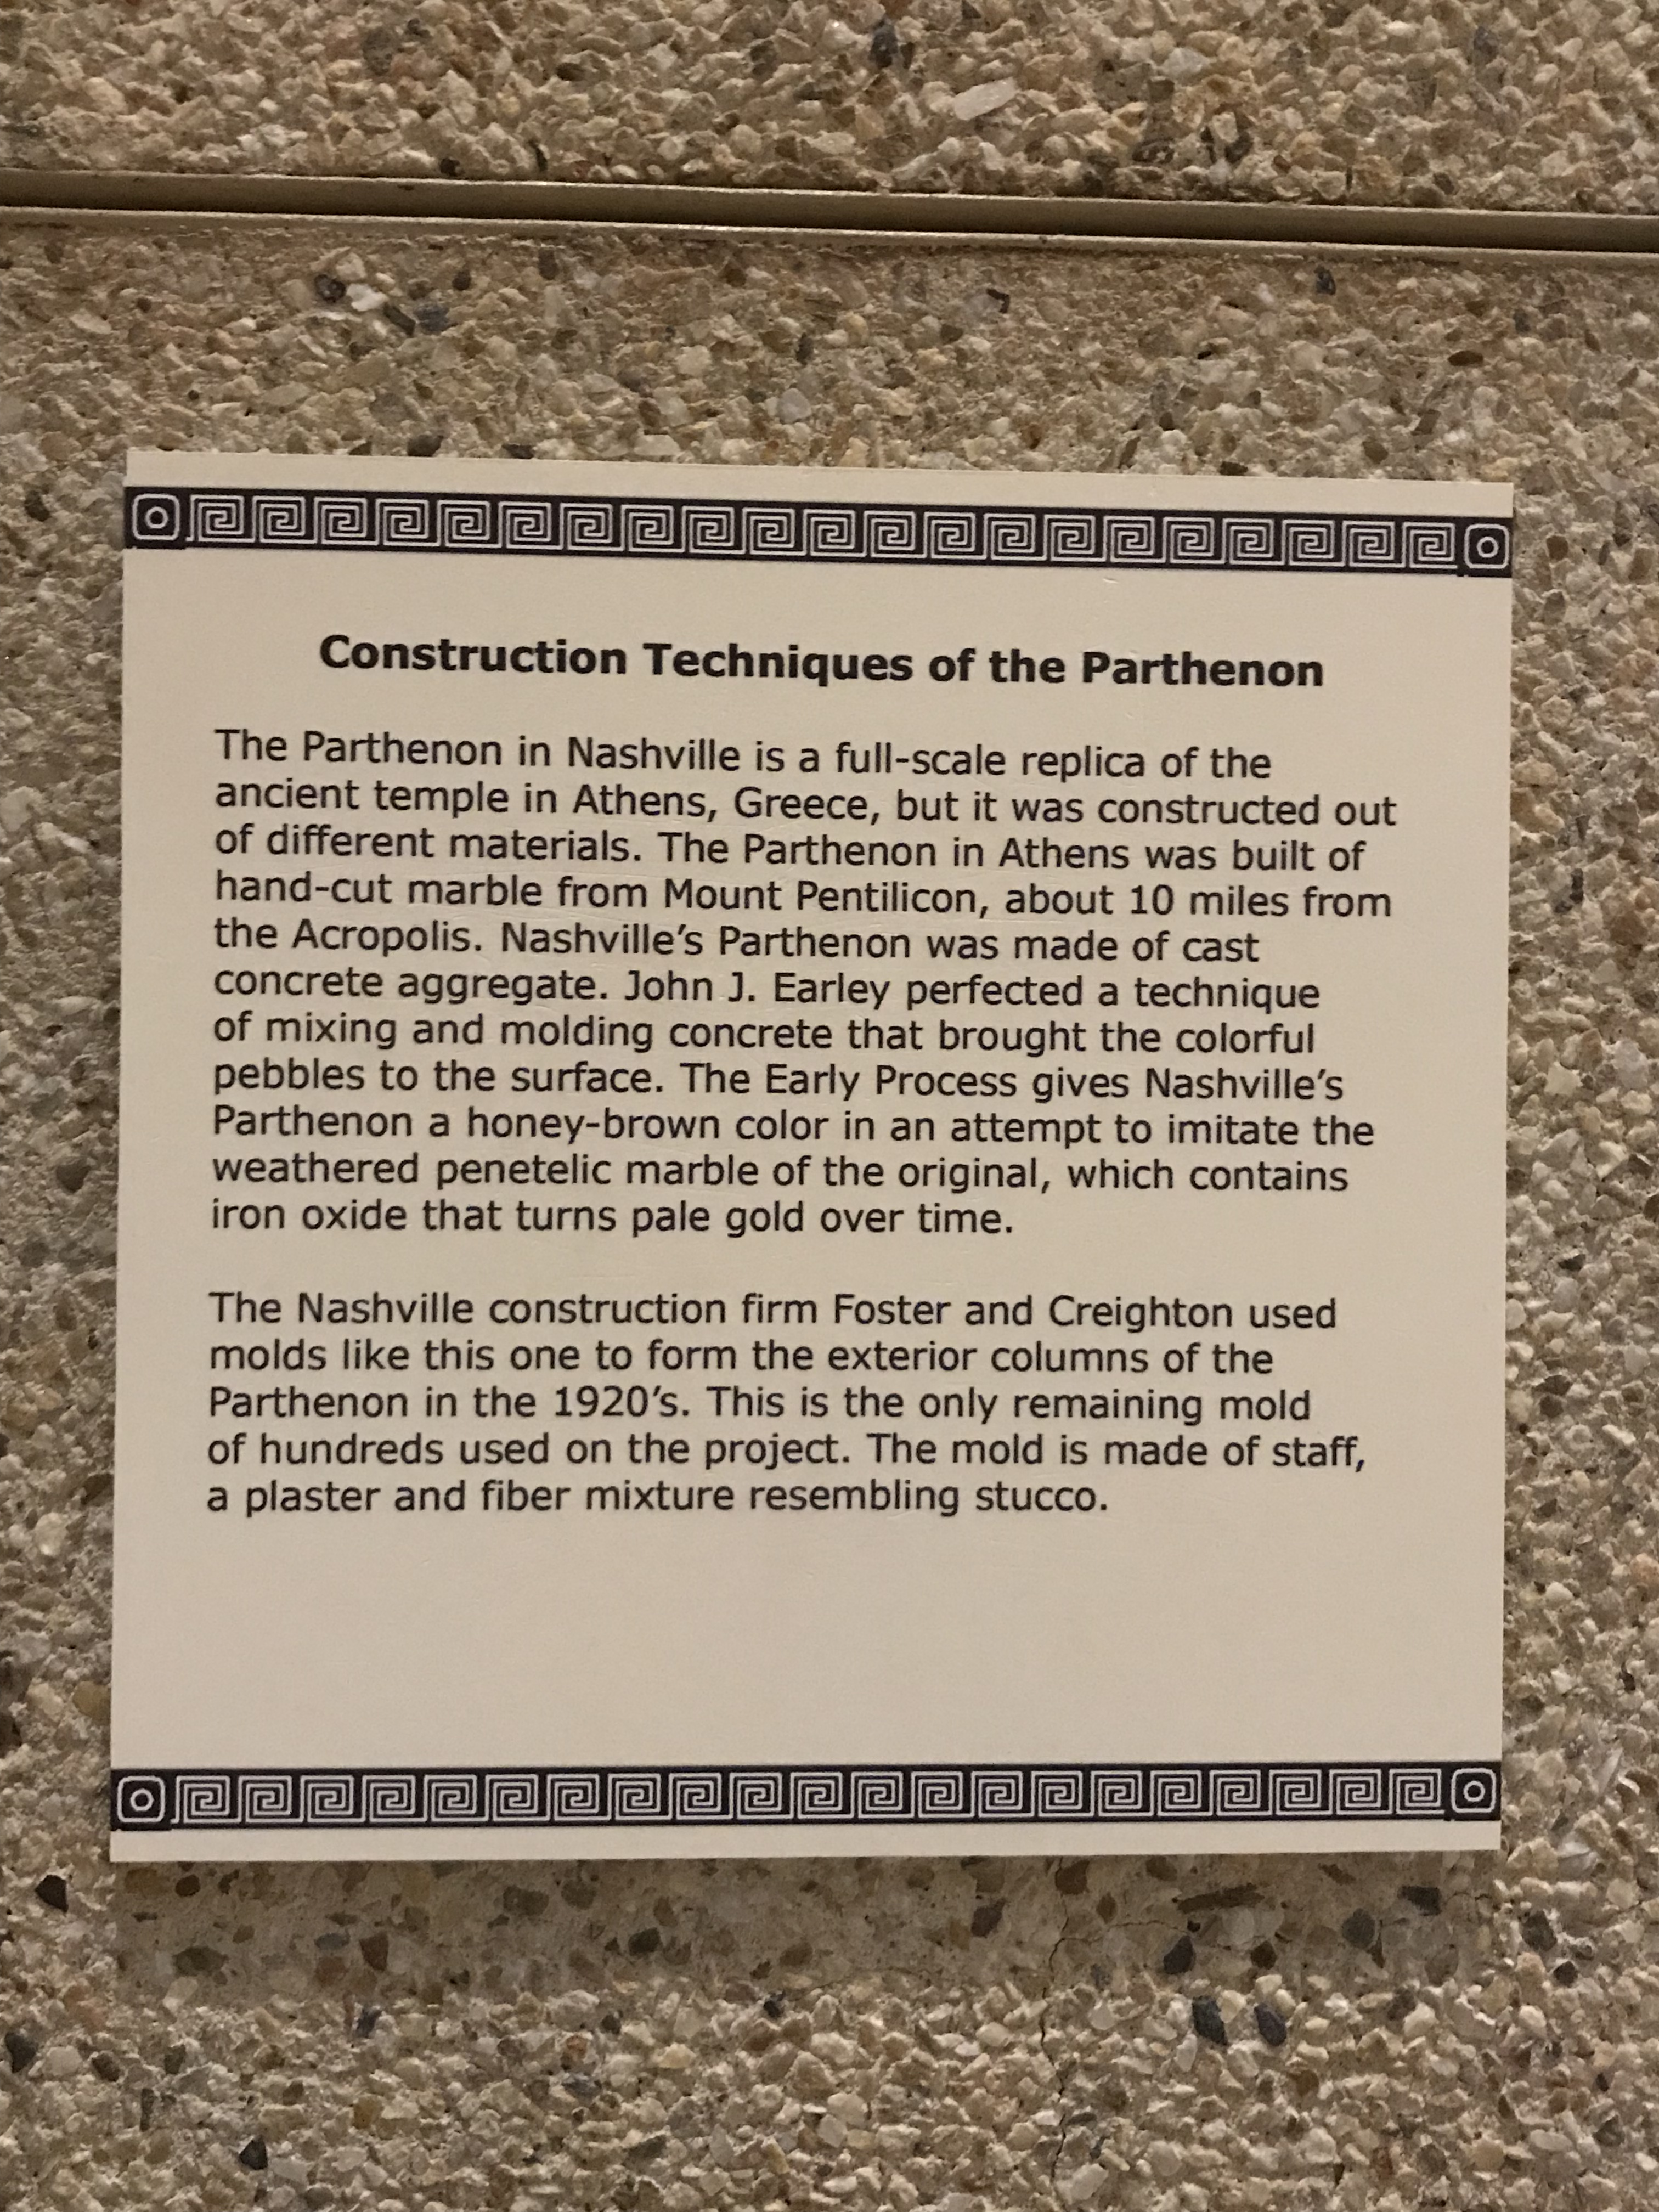 Construction Techniques of the Parthenon
The Parthenon in Nashville is a full-scale replica of the
ancient temple in Athens, Greece, but it was constructed out
of different materials. The Parthenon in Athens was built of
hand-cut marble from Mount Pentilicon, about 10 miles from
the Acropolis. Nashville’s Parthenon was made of cast
concrete aggregate. John J. Earley perfected a technique
of mixing and molding concrete that brought the colorful
pebbles to the surface. The Early Process gives Nashville’s
Parthenon a honey-brown color in an attempt to imitate the
weathered penetelic marble of the original, which contains
iron oxide that turns pale gold over time.
The Nashville construction firm Foster and Creighton used
molds like this one to form the exterior columns of the
Parthenon in the 1920’s. This is the only remaining mold
of hundreds used on the project. The mold is made of staff,
a plaster and fiber mixture resembling stucco.